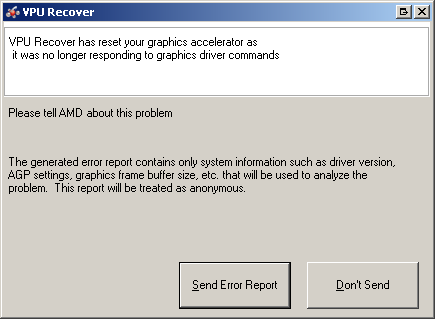 VPU Recover
VPU Recover has reset your graphics accelerator as
it was no longer responding to graphics driver commands
Please tell AMD about this problem
The generated error report contains only system information such as driver version,
AGP settings, graphics frame buffer size, etc. that will be used to analyze the
problem. This report will be treated as anonymous.
Send Error Report
Don't Send